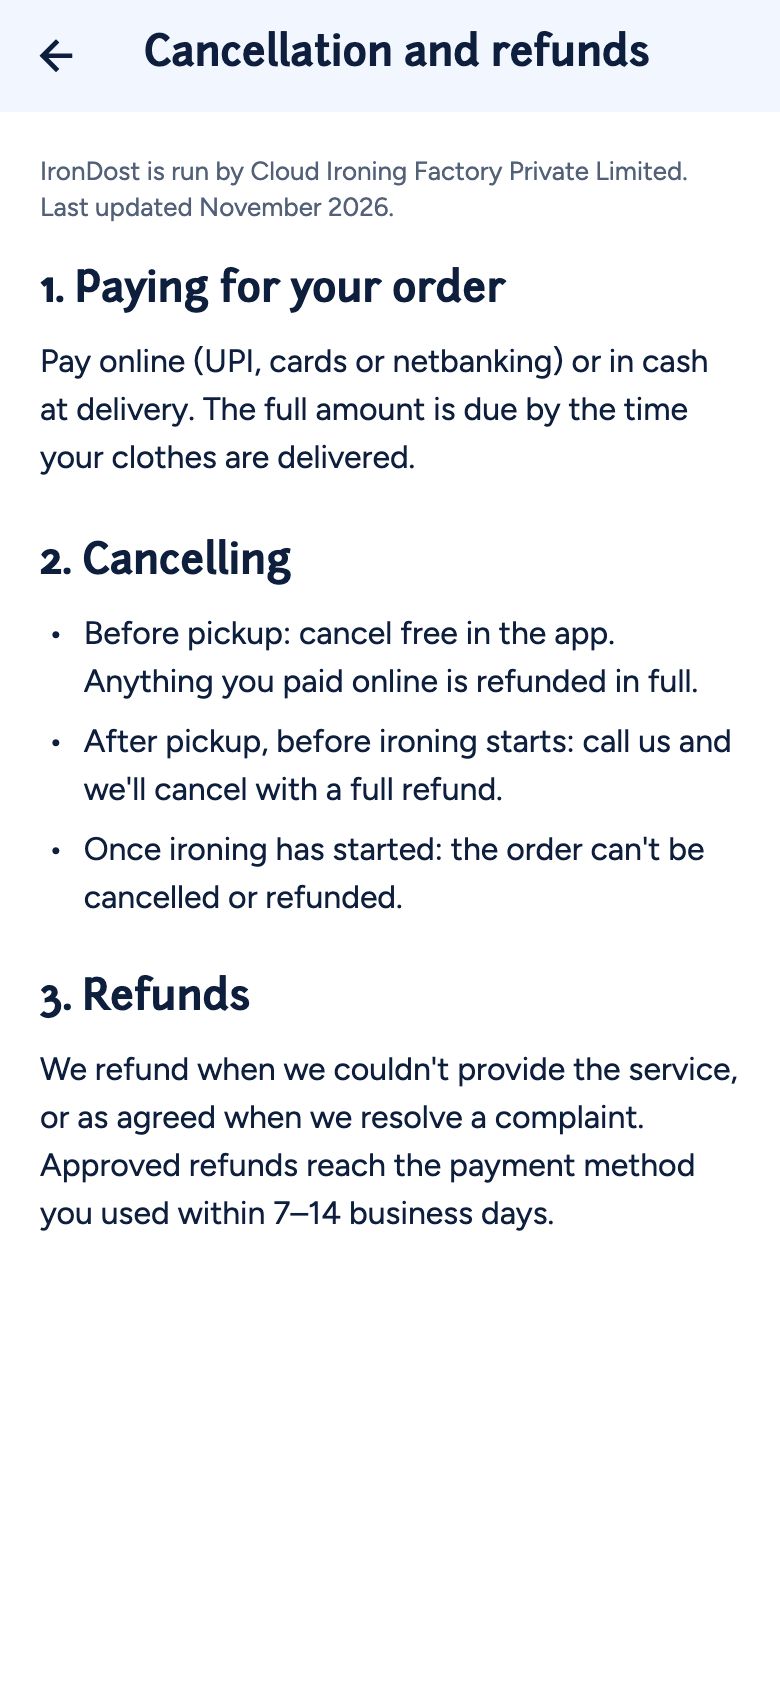 Cancellation and refunds
IronDost is run by Cloud Ironing Factory Private Limited.
Last updated November 2026.
1. Paying for your order
Pay online (UPI, cards or netbanking) or in cash
at delivery. The full amount is due by the time
your clothes are delivered.
2. Cancelling
• Before pickup: cancel free in the app.
Anything you paid online is refunded in full.
• After pickup, before ironing starts: call us and
we'll cancel with a full refund.
• Once ironing has started: the order can't be
cancelled or refunded.
3. Refunds
We refund when we couldn't provide the service,
or as agreed when we resolve a complaint.
Approved refunds reach the payment method
you used within 7–14 business days.